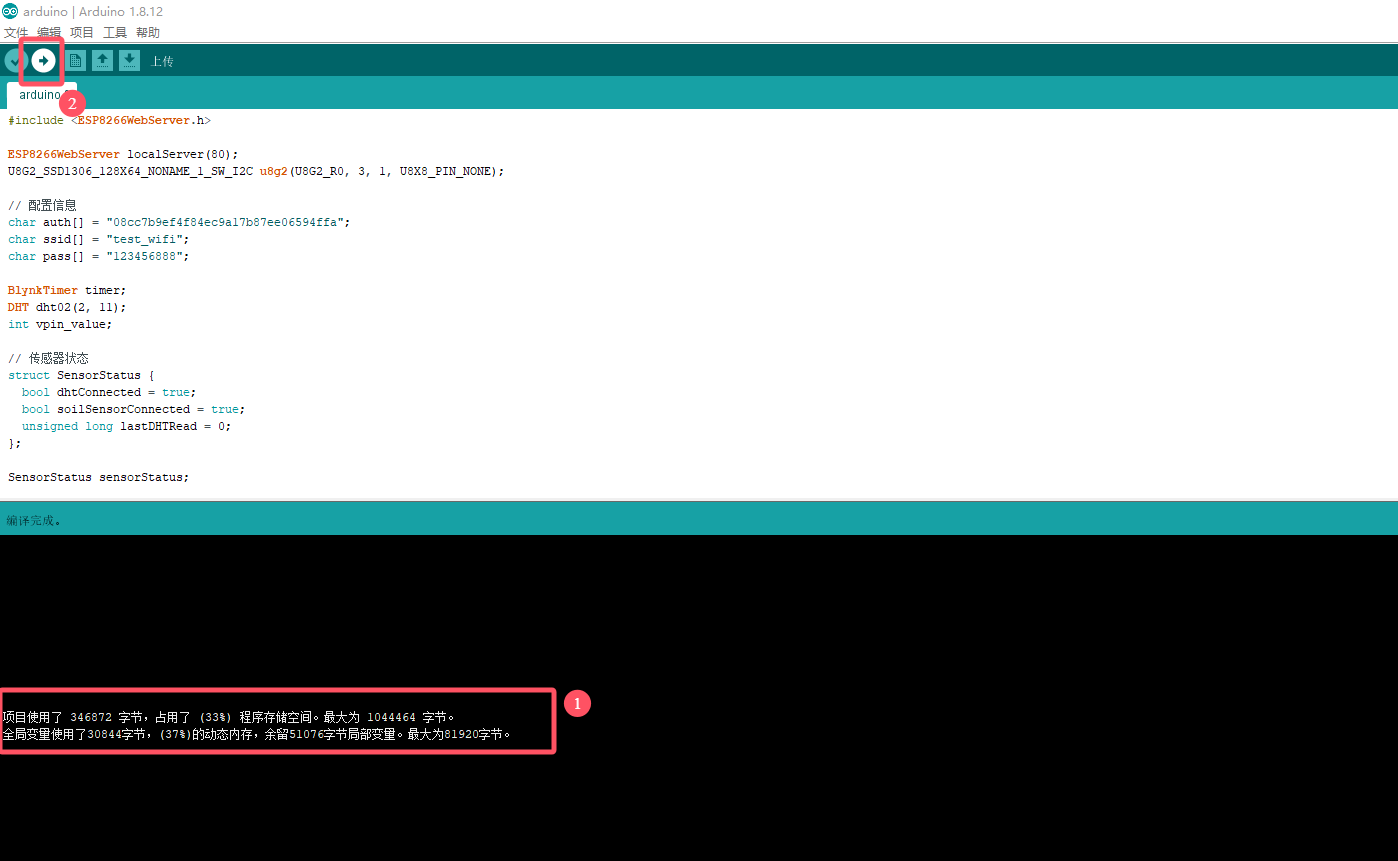 arduino | Arduino 1.8.12
文件 编辑 项目 工具 帮助
上传
arduino
2
#include <ESP8266WebServer.h>
ESP8266WebServer localServer(80);
U8G2_SSD1306_128X64_NONAME_1_SW_I2C u8g2(U8G2_R0, 3, 1, U8X8_PIN_NONE);
// 配置信息
char auth[] = "08cc7b9ef4f84ec9a17b87ee06594ffa";
char ssid[] = "test_wifi";
char pass[] = "123456888";
BlynkTimer timer;
DHT dht02(2, 11);
int vpin_value;
// 传感器状态
struct SensorStatus {
  bool dhtConnected = true;
  bool soilSensorConnected = true;
  unsigned long lastDHTRead = 0;
};
SensorStatus sensorStatus;
编译完成。
1
项目使用了 346872 字节，占用了 (33%) 程序存储空间。最大为 1044464 字节。
全局变量使用了30844字节，(37%)的动态内存，余留51076字节局部变量。最大为81920字节。